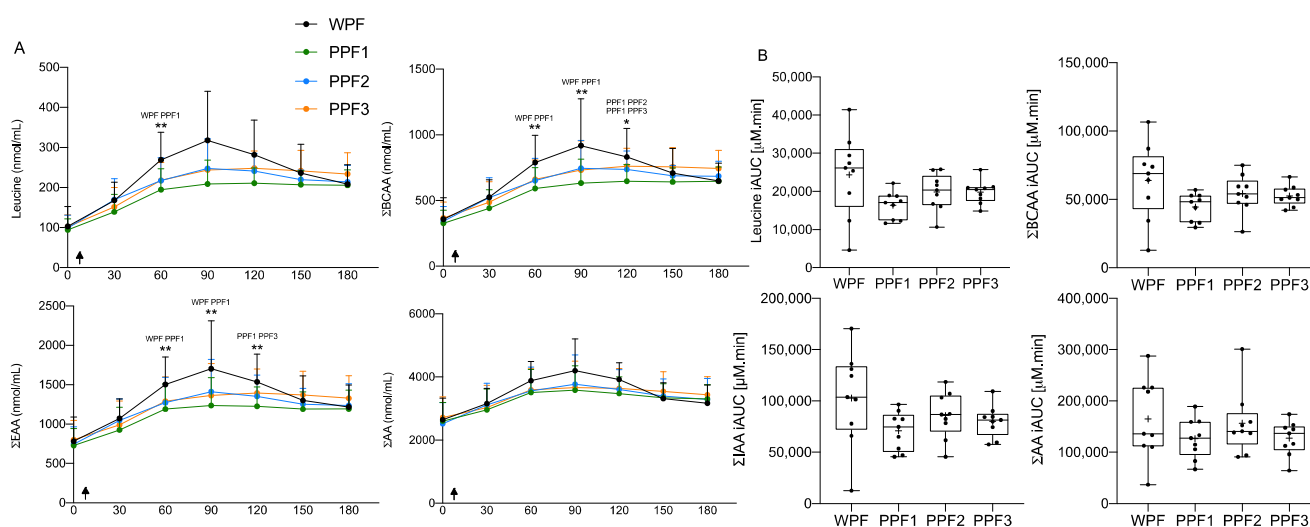 WPF
PPF1
PPF2
PPF3
A
Leucine (nmol/mL)
500
400
300
200
100
0
WPF PPF1
**
0 30 60 90 120 150 180
ΣBCAA (nmol/mL)
1500
1000
500
0
WPF PPF1
**
WPF PPF1
**
PPF1 PPF2
PPF1 PPF3
*
0 30 60 90 120 150 180
ΣEAA (nmol/mL)
2500
2000
1500
1000
500
0
WPF PPF1
**
WPF PPF1
**
PPF1 PPF3
**
0 30 60 90 120 150 180
ΣAA (nmol/mL)
6000
4000
2000
0
0 30 60 90 120 150 180
B
Leucine iAUC [µM.min]
50,000
40,000
30,000
20,000
10,000
0
WPF PPF1 PPF2 PPF3
ΣBCAA iAUC [µM.min]
150,000
100,000
50,000
0
WPF PPF1 PPF2 PPF3
ΣIAA iAUC [µM.min]
200,000
150,000
100,000
50,000
0
WPF PPF1 PPF2 PPF3
ΣAA iAUC [µM.min]
400,000
300,000
200,000
100,000
0
WPF PPF1 PPF2 PPF3